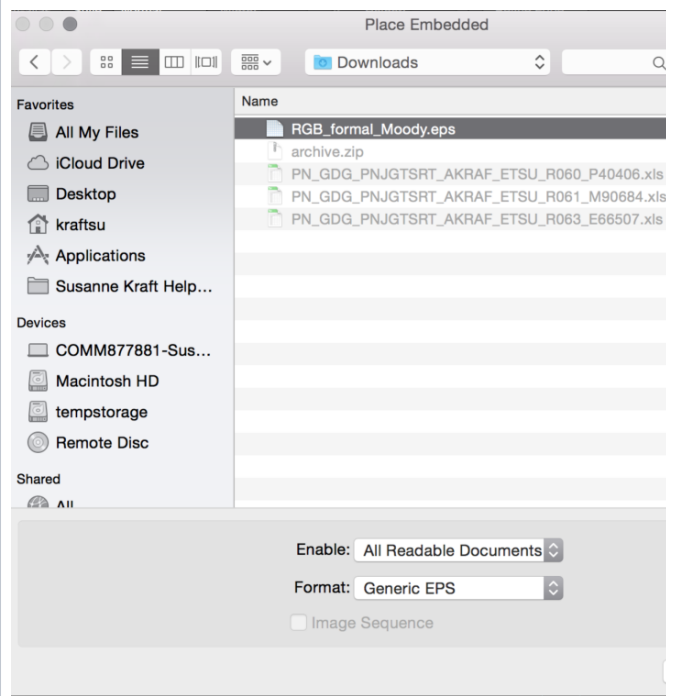 Place Embedded
Downloads
Favorites
All My Files
iCloud Drive
Desktop
kraftsu
Applications
Susanne Kraft Help...
Devices
COMM877881-Sus...
Macintosh HD
tempstorage
Remote Disc
Shared
All
Name
RGB_formal_Moody.eps
archive.zip
PN_GDG_PNJGTSRT_AKRAF_ETSU_R060_P40406.xls
PN_GDG_PNJGTSRT_AKRAF_ETSU_R061_M90684.xls
PN_GDG_PNJGTSRT_AKRAF_ETSU_R063_E66507.xls
Enable: All Readable Documents
Format: Generic EPS
Image Sequence